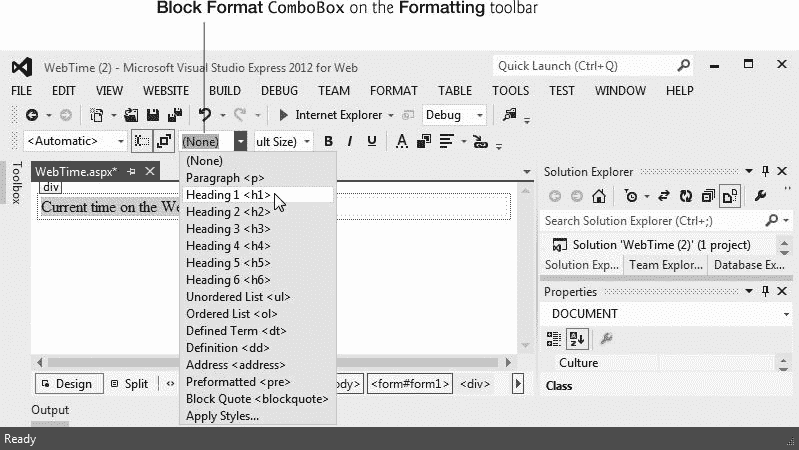 Block Format ComboBox on the Formatting toolbar
WebTime (2) - Microsoft Visual Studio Express 2012 for Web
Quick Launch (Ctrl+Q)
FILE EDIT VIEW WEBSITE BUILD DEBUG TEAM FORMAT TABLE TOOLS TEST WINDOW HELP
Internet Explorer Debug
<Automatic> (None) ult Size) B I U A
Toolbox
WebTime.aspx*
div
Current time on the We
(None)
Paragraph <p>
Heading 1 <h1>
Heading 2 <h2>
Heading 3 <h3>
Heading 4 <h4>
Heading 5 <h5>
Heading 6 <h6>
Unordered List <ul>
Ordered List <ol>
Defined Term <dt>
Definition <dd>
Address <address>
Preformatted <pre>
Block Quote <blockquote>
Apply Styles...
Solution Explorer
Search Solution Explorer (Ctrl+;)
Solution 'WebTime (2)' (1 project)
Solution Exp... Team Explor... Database Ex...
Properties
DOCUMENT
A Z
Culture
Class
Design Split ody> <form#form1> <div>
Output
Ready